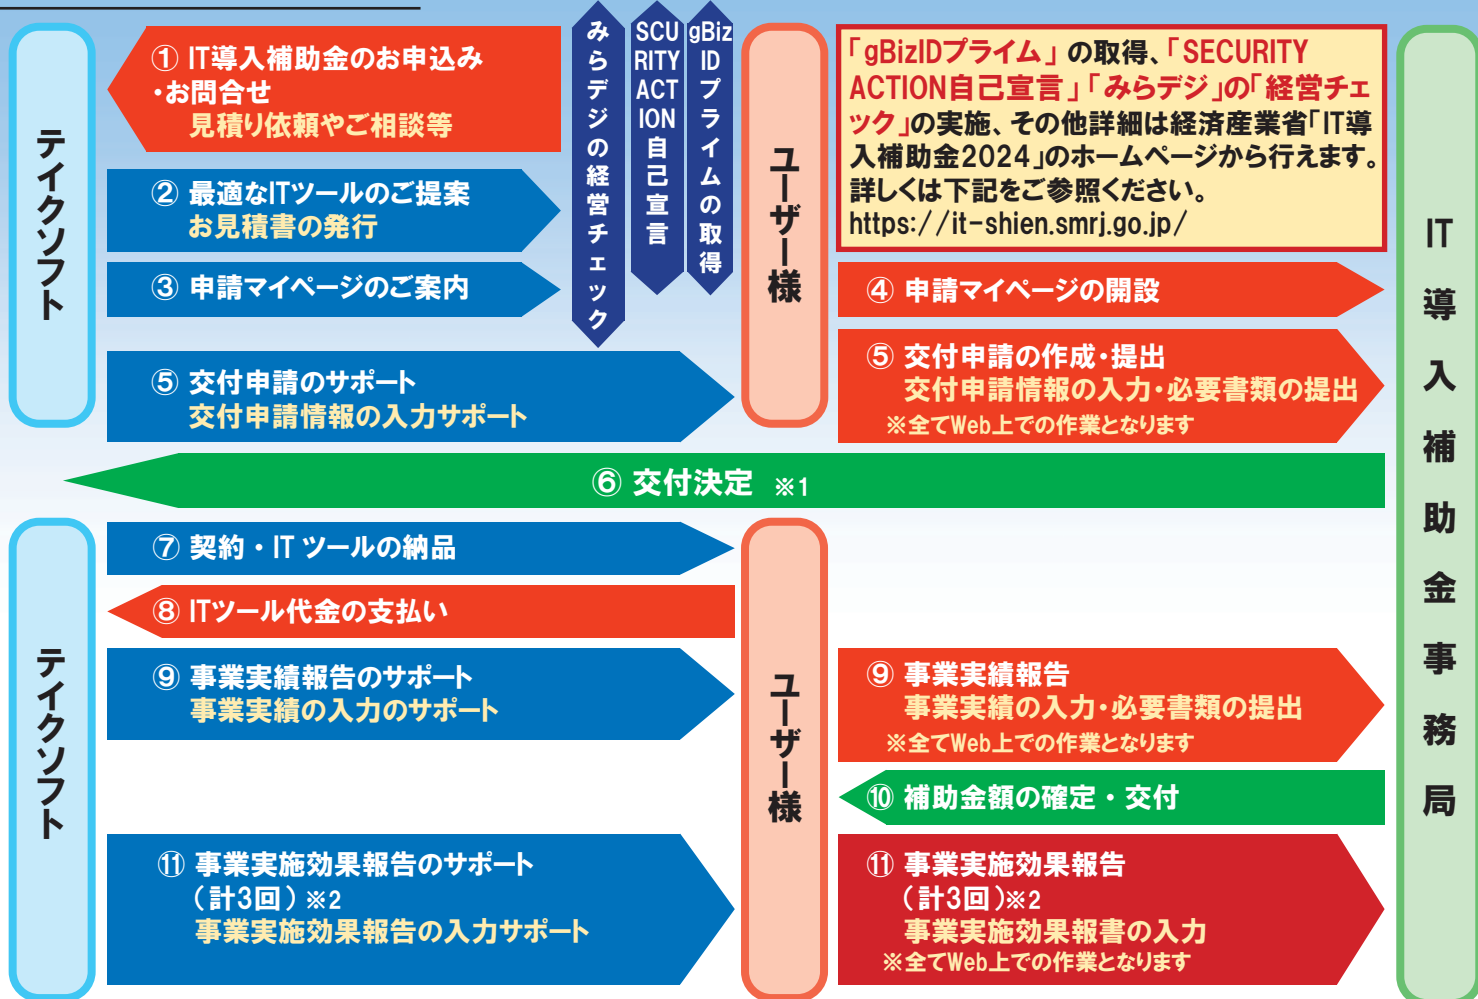 テイクソフト
① IT導入補助金のお申込み
・お問合せ
見積り依頼やご相談等
② 最適なITツールのご提案
お見積書の発行
③ 申請マイページのご案内
⑤ 交付申請のサポート
交付申請情報の入力サポート
みらデジの経営チェック
SCU
RITY
ACT
ION
自己宣言
gBiz
ID
プライムの取得
ユーザー様
「gBizIDプライム」の取得、「SECURITY
ACTION自己宣言」「みらデジ」の「経営チェ
ック」の実施、その他詳細は経済産業省「IT導
入補助金2024」のホームページから行えます。
詳しくは下記をご参照ください。
https://it-shien.smrj.go.jp/
④ 申請マイページの開設
⑤ 交付申請の作成・提出
交付申請情報の入力・必要書類の提出
※全てWeb上での作業となります
IT導入補助金事務局
⑥ 交付決定 ※1
テイクソフト
⑦ 契約・IT ツールの納品
⑧ ITツール代金の支払い
⑨ 事業実績報告のサポート
事業実績の入力のサポート
⑪ 事業実施効果報告のサポート
（計3回）※2
事業実施効果報告の入力サポート
ユーザー様
⑨ 事業実績報告
事業実績の入力・必要書類の提出
※全てWeb上での作業となります
⑩ 補助金額の確定・交付
⑪ 事業実施効果報告
（計3回）※2
事業実施効果報書の入力
※全てWeb上での作業となります